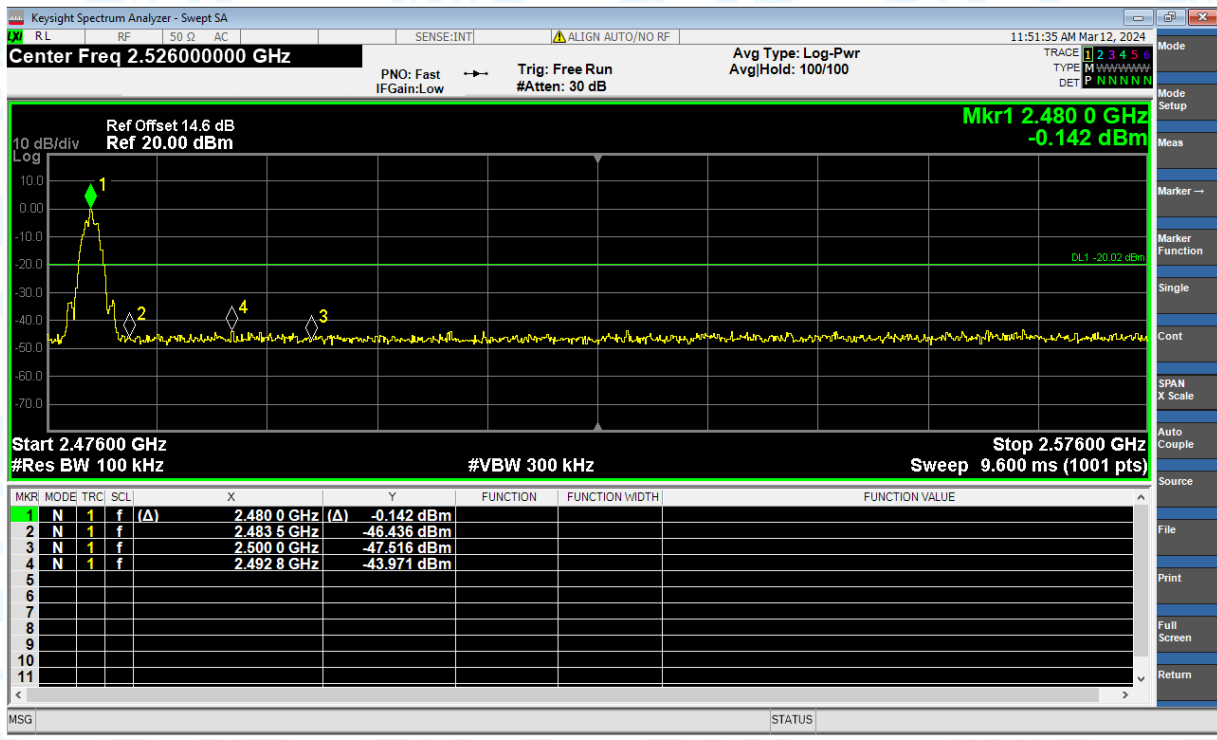 Keysight Spectrum Analyzer - Swept SA
LXI RL RF 50 Ω AC SENSE:INT ALIGN AUTO/NO RF 11:51:35 AM Mar 12, 2024
Center Freq 2.526000000 GHz
PNO: Fast
IFGain:Low
Trig: Free Run
#Atten: 30 dB
Avg Type: Log-Pwr
Avg|Hold: 100/100
TRACE 1 2 3 4 5 6
TYPE M WWWWW
DET P N N N N N
Mkr1 2.480 0 GHz
-0.142 dBm
Ref Offset 14.6 dB
10 dB/div Ref 20.00 dBm
Log
10.0
0.00
-10.0
-20.0
-30.0
-40.0
-50.0
-60.0
-70.0
1
2
4
3
DL1 -20.02 dBm
Start 2.47600 GHz Stop 2.57600 GHz
#Res BW 100 kHz #VBW 300 kHz Sweep 9.600 ms (1001 pts)
MKR MODE TRC SCL X Y FUNCTION FUNCTION WIDTH FUNCTION VALUE
1 N 1 f (Δ) 2.480 0 GHz (Δ) -0.142 dBm
2 N 1 f 2.483 5 GHz -46.436 dBm
3 N 1 f 2.500 0 GHz -47.516 dBm
4 N 1 f 2.492 8 GHz -43.971 dBm
5
6
7
8
9
10
11
MSG STATUS
Mode
Mode
Setup
Meas
Marker →
Marker
Function
Single
Cont
SPAN
X Scale
Auto
Couple
Source
File
Print
Full
Screen
Return